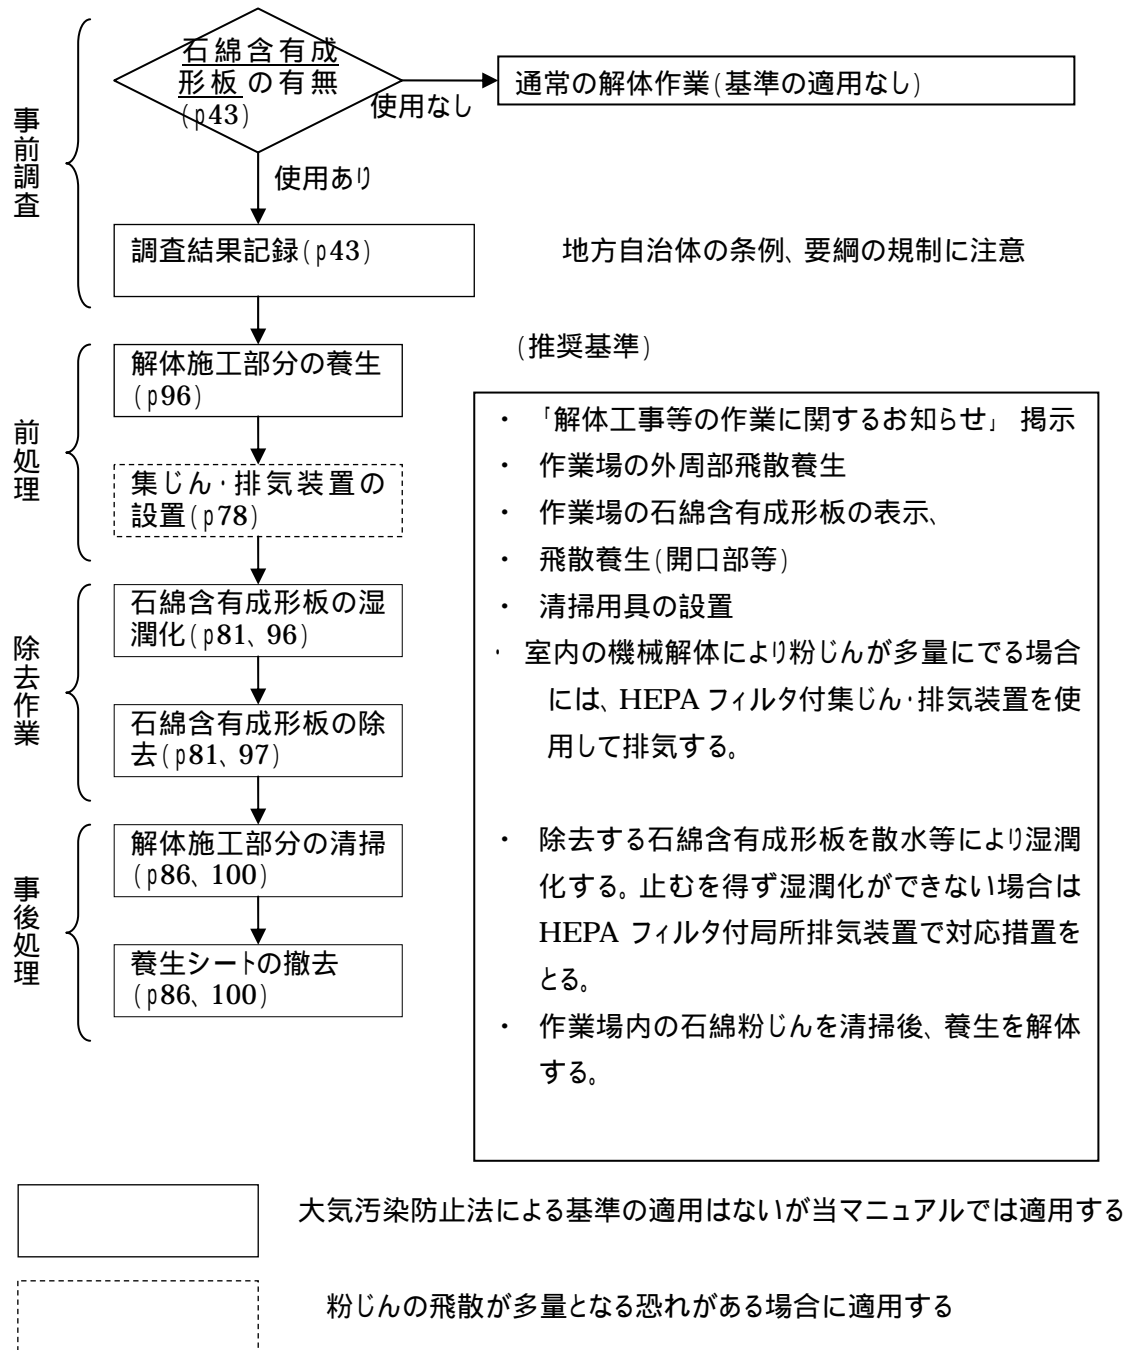 石綿含有成
形板の有無
(p43)
使用なし
通常の解体作業(基準の適用なし)
事前調査
使用あり
調査結果記録(p43)
地方自治体の条例、要綱の規制に注意
(推奨基準)
前処理
解体施工部分の養生
(p96)
集じん・排気装置の
設置(p78)
除去作業
石綿含有成形板の湿
潤化(p81、96)
石綿含有成形板の除
去(p81、97)
事後処理
解体施工部分の清掃
(p86、100)
養生シートの撤去
(p86、100)
・ 「解体工事等の作業に関するお知らせ」 掲示
・ 作業場の外周部飛散養生
・ 作業場の石綿含有成形板の表示、
・ 飛散養生(開口部等)
・ 清掃用具の設置
・ 室内の機械解体により粉じんが多量にでる場合
には、HEPA フィルタ付集じん・排気装置を使
用して排気する。
・ 除去する石綿含有成形板を散水等により湿潤
化する。止むを得ず湿潤化ができない場合は
HEPA フィルタ付局所排気装置で対応措置を
とる。
・ 作業場内の石綿粉じんを清掃後、養生を解体
する。
大気汚染防止法による基準の適用はないが当マニュアルでは適用する
粉じんの飛散が多量となる恐れがある場合に適用する